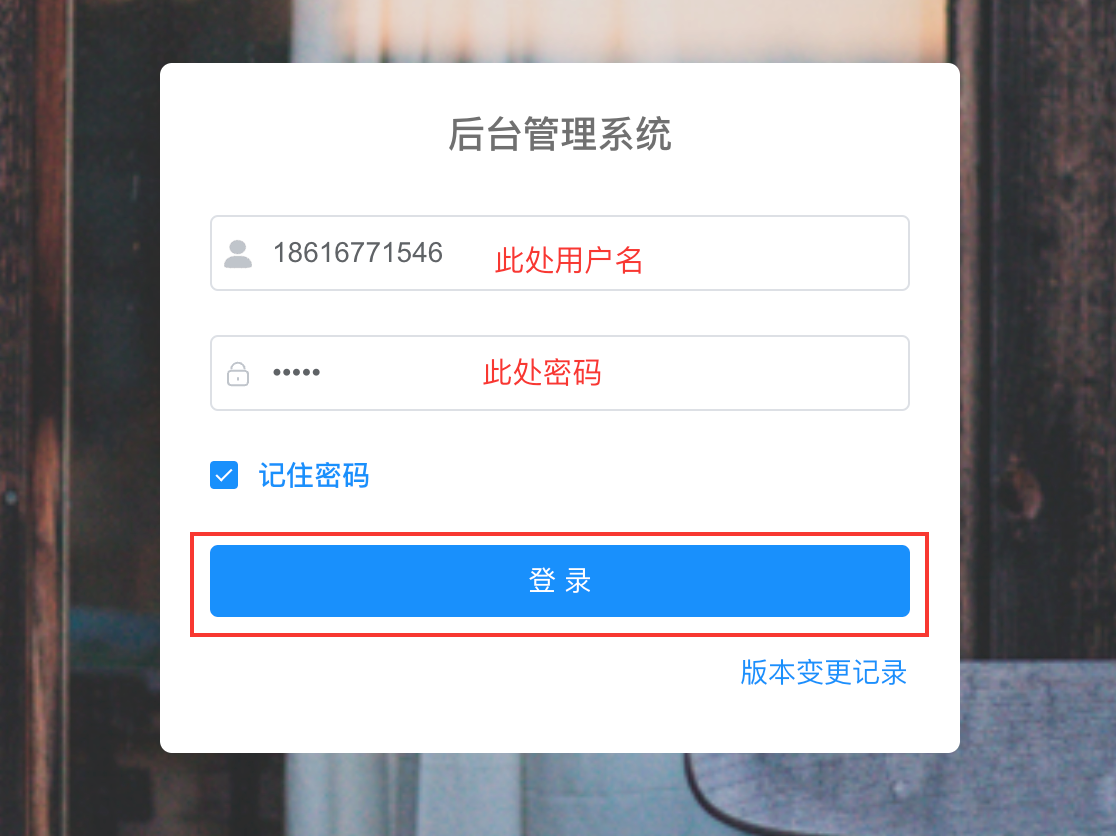 后台管理系统
18616771546 此处用户名
••••• 此处密码
记住密码
登 录
版本变更记录